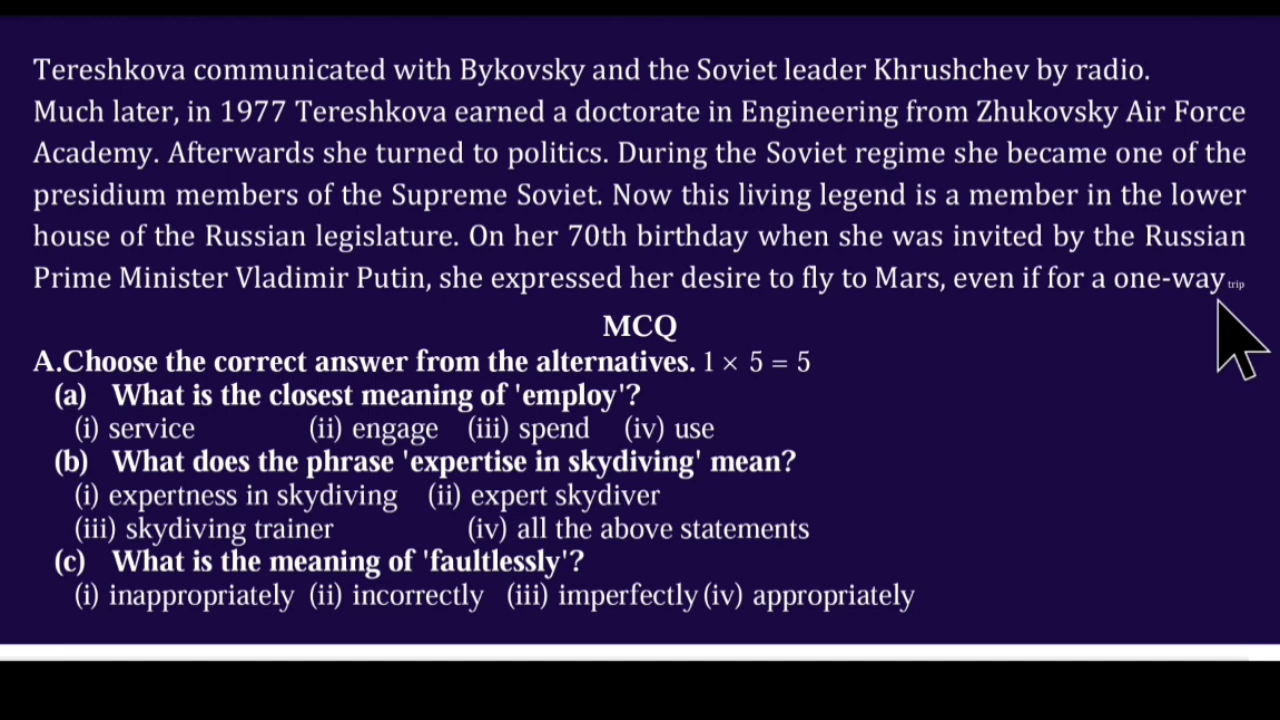 Tereshkova communicated with Bykovsky and the Soviet leader Khrushchev by radio.
Much later, in 1977 Tereshkova earned a doctorate in Engineering from Zhukovsky Air Force
Academy. Afterwards she turned to politics. During the Soviet regime she became one of the
presidium members of the Supreme Soviet. Now this living legend is a member in the lower
house of the Russian legislature. On her 70th birthday when she was invited by the Russian
Prime Minister Vladimir Putin, she expressed her desire to fly to Mars, even if for a one-way trip
MCQ
A.Choose the correct answer from the alternatives. 1 × 5 = 5
(a) What is the closest meaning of 'employ'?
(i) service (ii) engage (iii) spend (iv) use
(b) What does the phrase 'expertise in skydiving' mean?
(i) expertness in skydiving (ii) expert skydiver
(iii) skydiving trainer (iv) all the above statements
(c) What is the meaning of 'faultlessly'?
(i) inappropriately (ii) incorrectly (iii) imperfectly (iv) appropriately